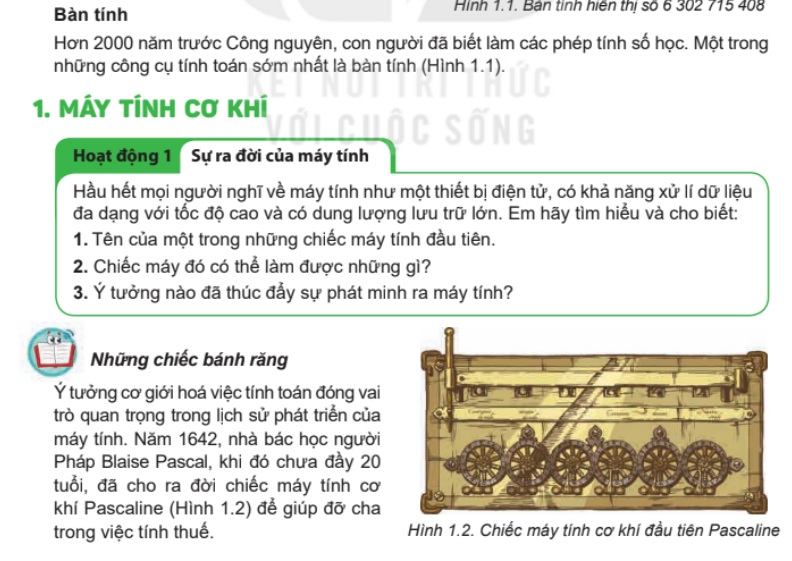 Hình 1.1. Bàn tính hiển thị số 6 302 715 408
Bàn tính
Hơn 2000 năm trước Công nguyên, con người đã biết làm các phép tính số học. Một trong
những công cụ tính toán sớm nhất là bàn tính (Hình 1.1).
KẾT NỐI TRI THỨC
VỚI CUỘC SỐNG
1. MÁY TÍNH CƠ KHÍ
Hoạt động 1 Sự ra đời của máy tính
Hầu hết mọi người nghĩ về máy tính như một thiết bị điện tử, có khả năng xử lí dữ liệu
đa dạng với tốc độ cao và có dung lượng lưu trữ lớn. Em hãy tìm hiểu và cho biết:
1. Tên của một trong những chiếc máy tính đầu tiên.
2. Chiếc máy đó có thể làm được những gì?
3. Ý tưởng nào đã thúc đẩy sự phát minh ra máy tính?
Những chiếc bánh răng
Ý tưởng cơ giới hoá việc tính toán đóng vai
trò quan trọng trong lịch sử phát triển của
máy tính. Năm 1642, nhà bác học người
Pháp Blaise Pascal, khi đó chưa đầy 20
tuổi, đã cho ra đời chiếc máy tính cơ
khí Pascaline (Hình 1.2) để giúp đỡ cha
trong việc tính thuế.
Hình 1.2. Chiếc máy tính cơ khí đầu tiên Pascaline